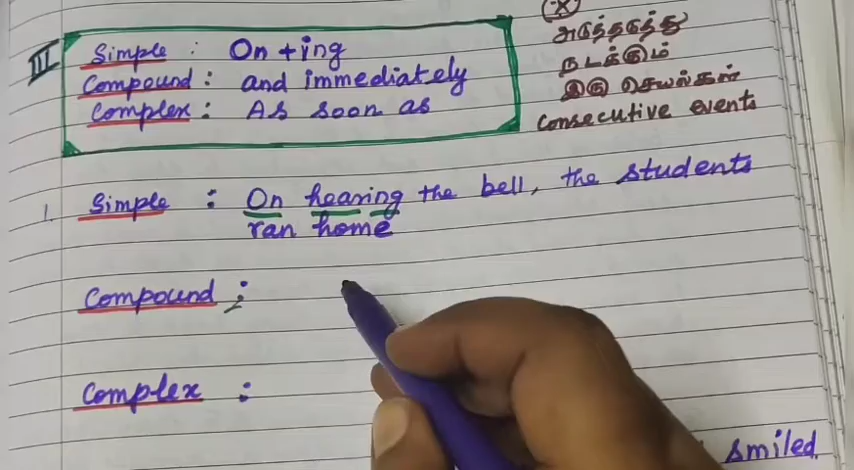 III
Simple : On + ing
Compound : and immediately
Complex : As soon as
(x)
அடுத்தடுத்து
நடக்கும்
இரு செயல்கள்
consecutive events
1. Simple : On hearing the bell, the students
ran home
Compound :
Complex :
smiled